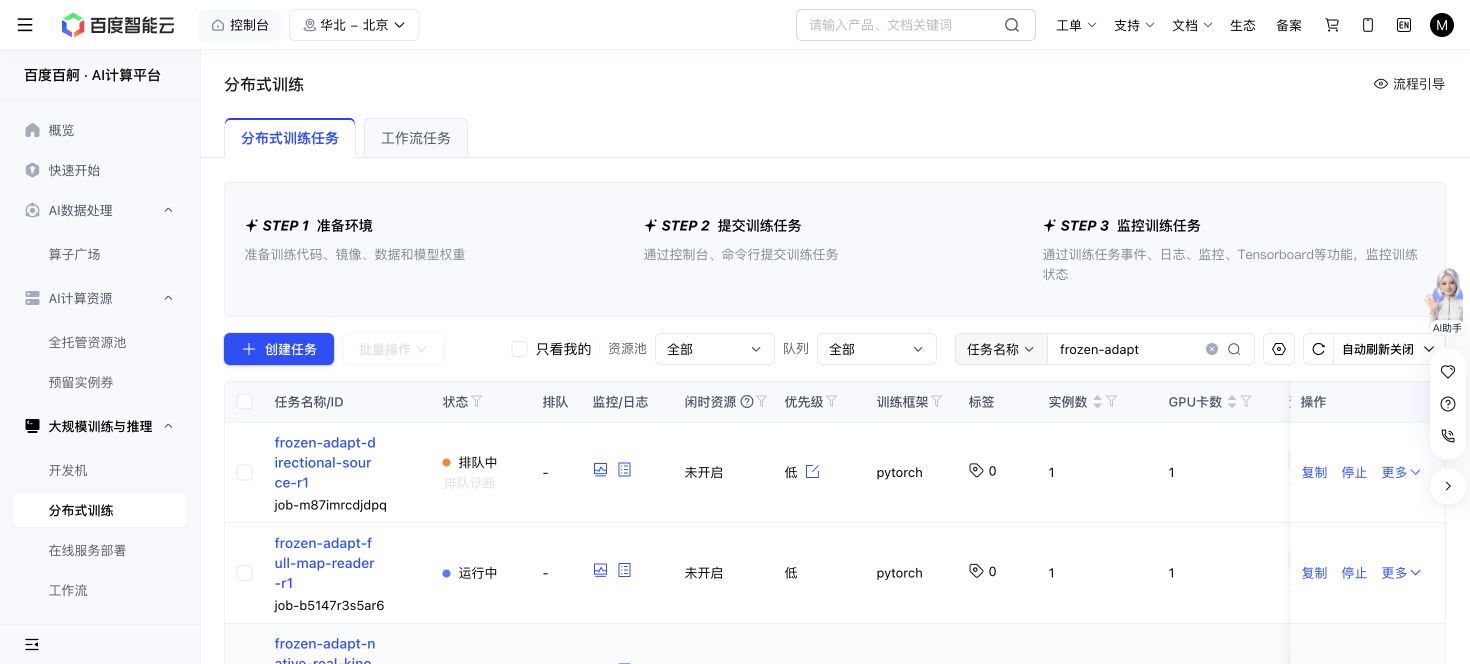 百度智能云
控制台
华北 – 北京
请输入产品、文档关键词
工单
支持
文档
生态
备案
EN
M
百度百舸 · AI计算平台
概览
快速开始
AI数据处理
算子广场
AI计算资源
全托管资源池
预留实例券
大规模训练与推理
开发机
分布式训练
在线服务部署
工作流
分布式训练
流程引导
分布式训练任务
工作流任务
STEP 1 准备环境
准备训练代码、镜像、数据和模型权重
STEP 2 提交训练任务
通过控制台、命令行提交训练任务
STEP 3 监控训练任务
通过训练任务事件、日志、监控、Tensorboard等功能，监控训练
状态
AI助手
创建任务
批量操作
只看我的
资源池
全部
队列
全部
任务名称
frozen-adapt
自动刷新关闭
任务名称/ID 状态 排队 监控/日志 闲时资源 优先级 训练框架 标签 实例数 GPU卡数 操作
frozen-adapt-d
irectional-sour
ce-r1
job-m87imrcdjdpq
排队中
排队诊断
-
未开启
低
pytorch
0
1
1
复制 停止 更多
frozen-adapt-f
ull-map-reader
-r1
job-b5147r3s5ar6
运行中
-
未开启
低
pytorch
0
1
1
复制 停止 更多
frozen-adapt-n
ative-real-kine